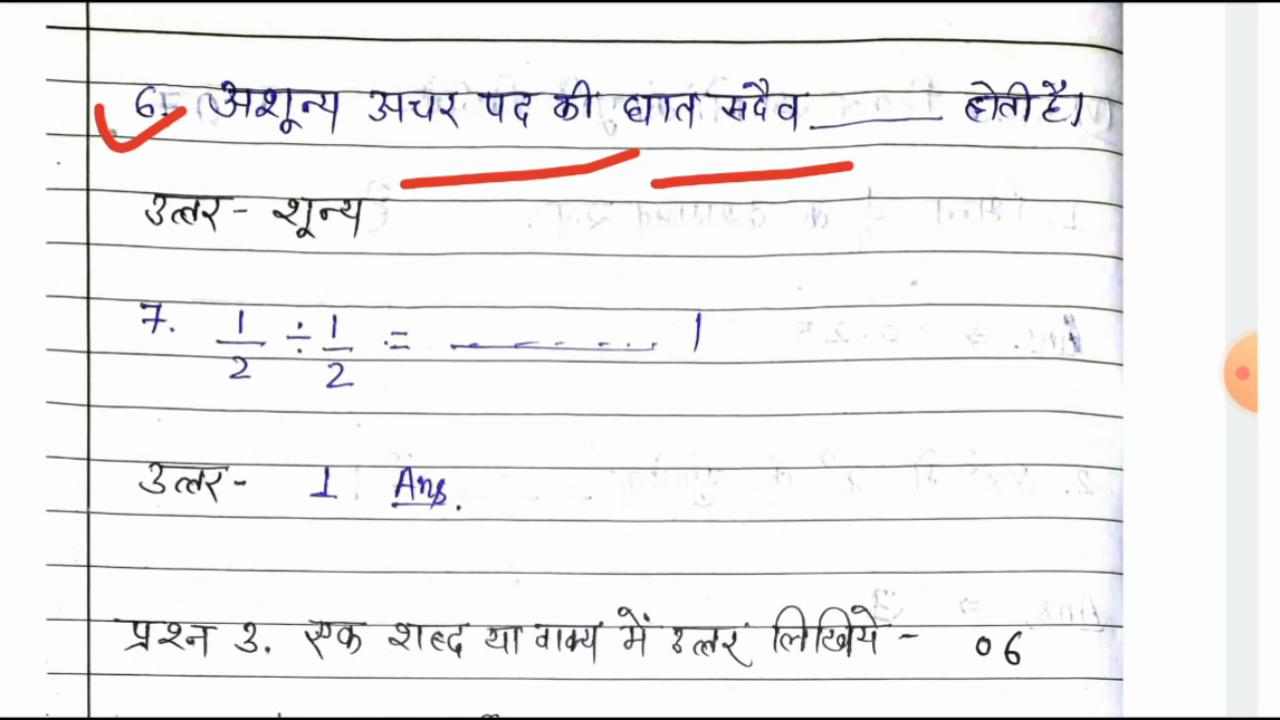 6. अशून्य अचर पद की घात सदैव ______ होती है।
उत्तर - शून्य
7. 1/2 ÷ 1/2 = ........... |
उत्तर - 1 Ans.
प्रश्न 3. एक शब्द या वाक्य में उत्तर लिखिये - 06